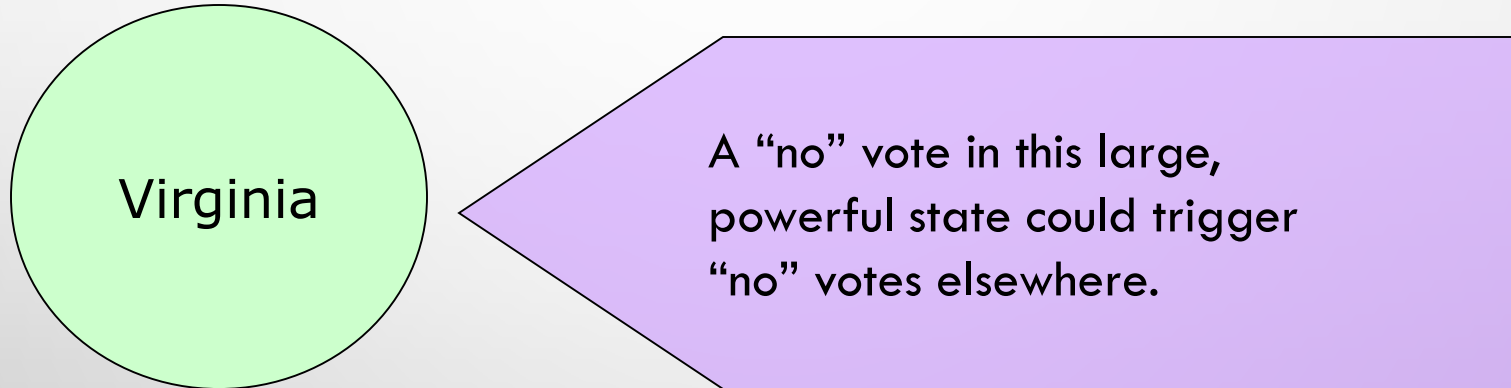 Virginia
A “no” vote in this large,
powerful state could trigger
“no” votes elsewhere.